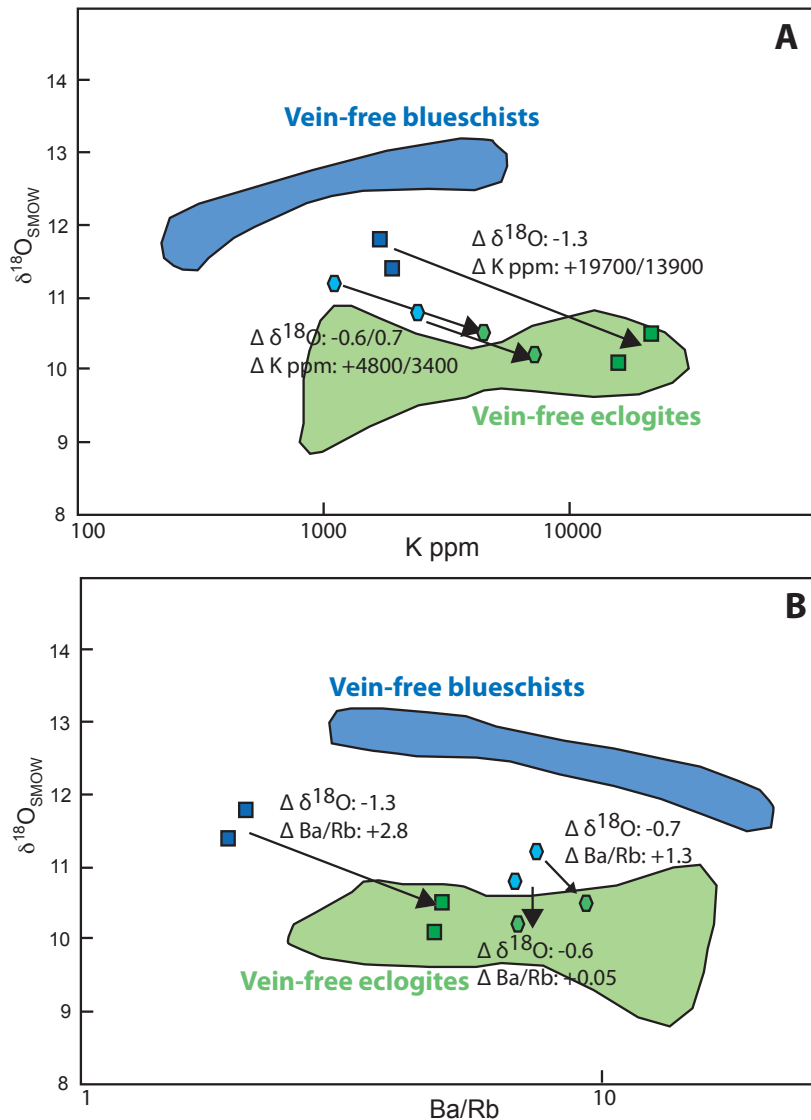 A
14
13
12
11
10
9
8
δ18OSMOW
Vein-free blueschists
Δ δ18O: -1.3
Δ K ppm: +19700/13900
Δ δ18O: -0.6/0.7
Δ K ppm: +4800/3400
Vein-free eclogites
100
1000
10000
K ppm
B
14
13
12
11
10
9
8
δ18OSMOW
Vein-free blueschists
Δ δ18O: -1.3
Δ Ba/Rb: +2.8
Δ δ18O: -0.7
Δ Ba/Rb: +1.3
Δ δ18O: -0.6
Δ Ba/Rb: +0.05
Vein-free eclogites
1
10
Ba/Rb